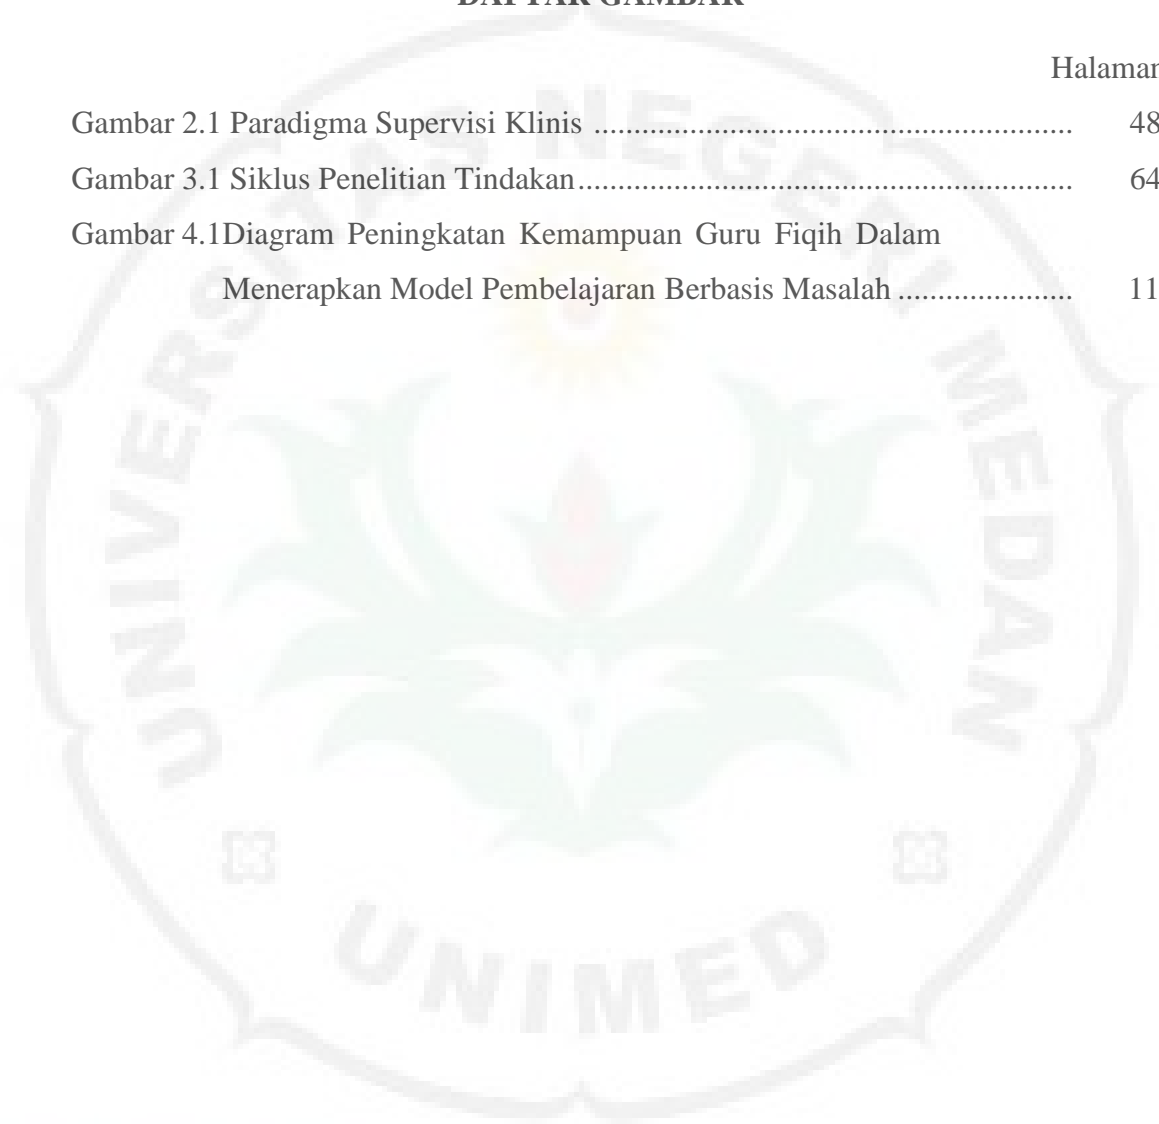 DAFTAR GAMBAR
Halaman
Gambar 2.1 Paradigma Supervisi Klinis ........................................................... 48
Gambar 3.1 Siklus Penelitian Tindakan ............................................................. 64
Gambar 4.1Diagram Peningkatan Kemampuan Guru Fiqih Dalam
Menerapkan Model Pembelajaran Berbasis Masalah ...................... 11
UNIVERSITAS NEGERI MEDAN
UNIMED